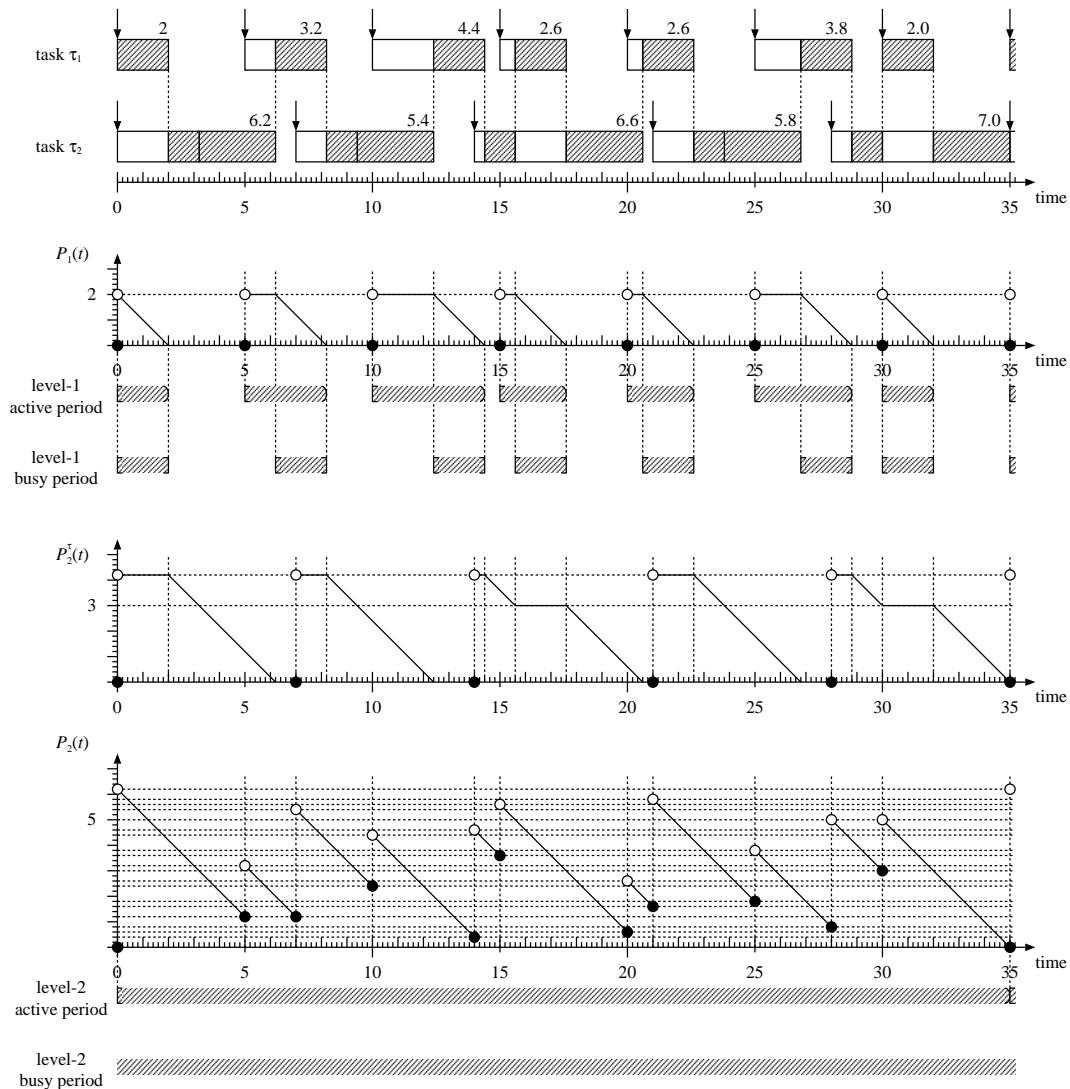 2 3.2 4.4 2.6 2.6 3.8 2.0
task τ1
6.2 5.4 6.6 5.8 7.0
task τ2
time
0 5 10 15 20 25 30 35
P1(t)
2
time
0 5 10 15 20 25 30 35
level-1
active period
level-1
busy period
P2τ(t)
3
time
0 5 10 15 20 25 30 35
P2(t)
5
time
0 5 10 15 20 25 30 35
level-2
active period
level-2
busy period